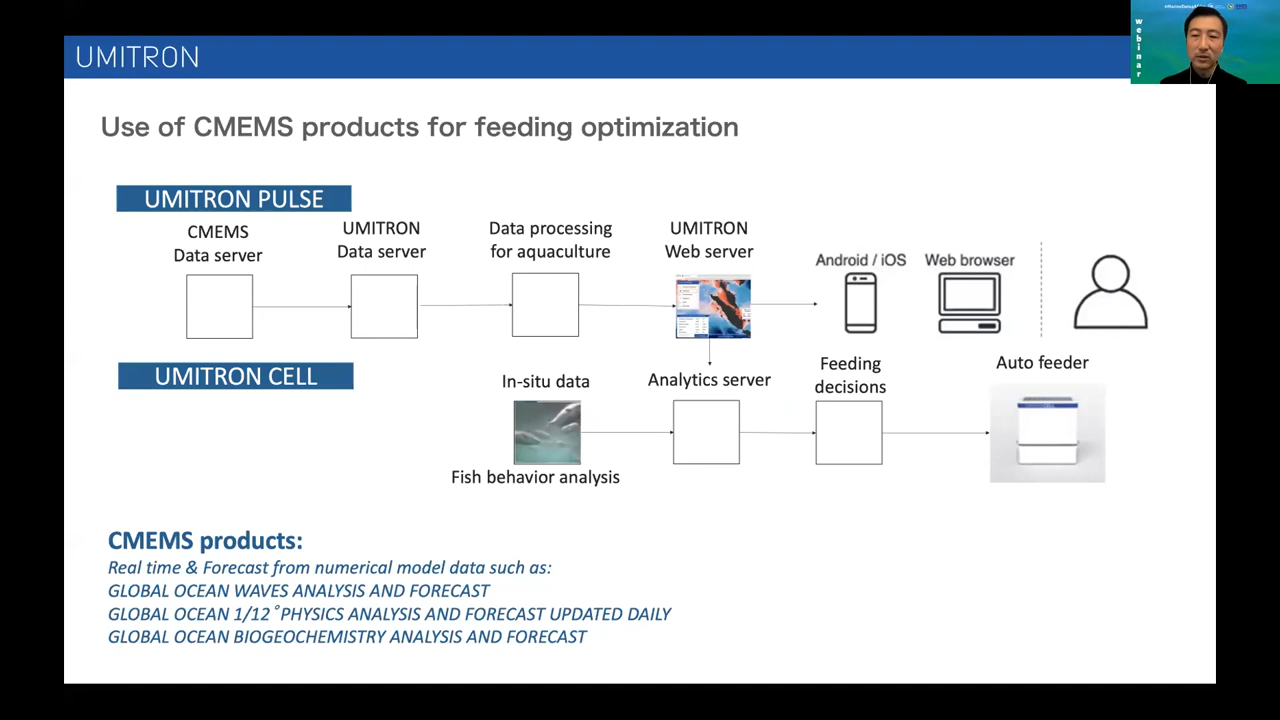 UMITRON
webinar
Use of CMEMS products for feeding optimization
UMITRON PULSE
CMEMS
Data server
UMITRON
Data server
Data processing
for aquaculture
UMITRON
Web server
Android / iOS
Web browser
UMITRON CELL
In-situ data
Fish behavior analysis
Analytics server
Feeding
decisions
Auto feeder
CMEMS products:
Real time & Forecast from numerical model data such as:
GLOBAL OCEAN WAVES ANALYSIS AND FORECAST
GLOBAL OCEAN 1/12° PHYSICS ANALYSIS AND FORECAST UPDATED DAILY
GLOBAL OCEAN BIOGEOCHEMISTRY ANALYSIS AND FORECAST